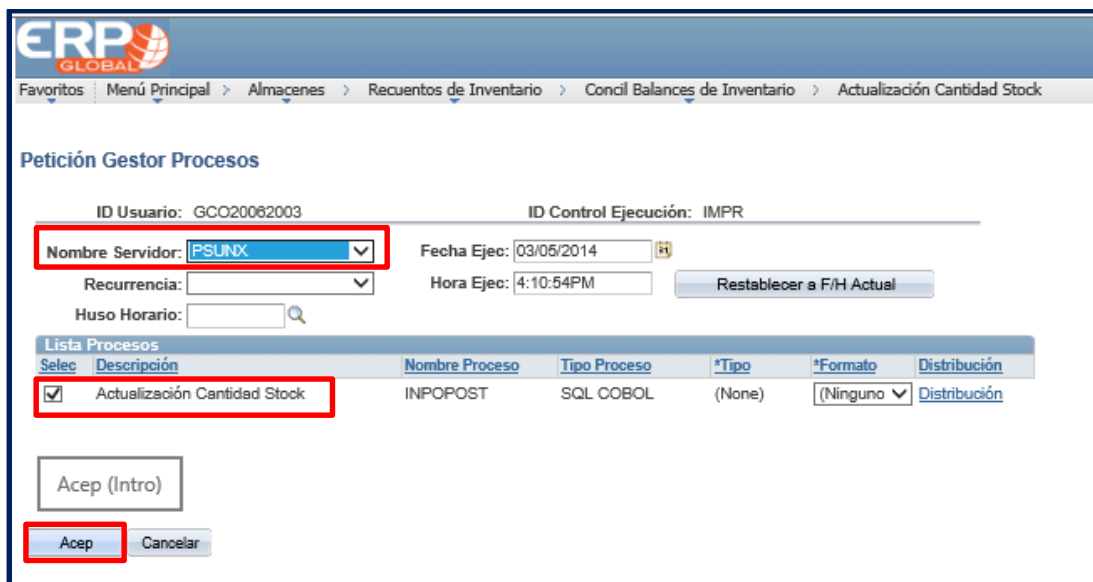 ERP
GLOBAL
Favoritos Menú Principal > Almacenes > Recuentos de Inventario > Concil Balances de Inventario > Actualización Cantidad Stock
Petición Gestor Procesos
ID Usuario: GCO20062003 ID Control Ejecución: IMPR
Nombre Servidor: PSUNX Fecha Ejec: 03/05/2014
Recurrencia: Hora Ejec: 4:10:54PM Restablecer a F/H Actual
Huso Horario:
Lista Procesos
Selec Descripción Nombre Proceso Tipo Proceso *Tipo *Formato Distribución
Actualización Cantidad Stock INPOPOST SQL COBOL (None) (Ninguno Distribución
Acep (Intro)
Acep Cancelar